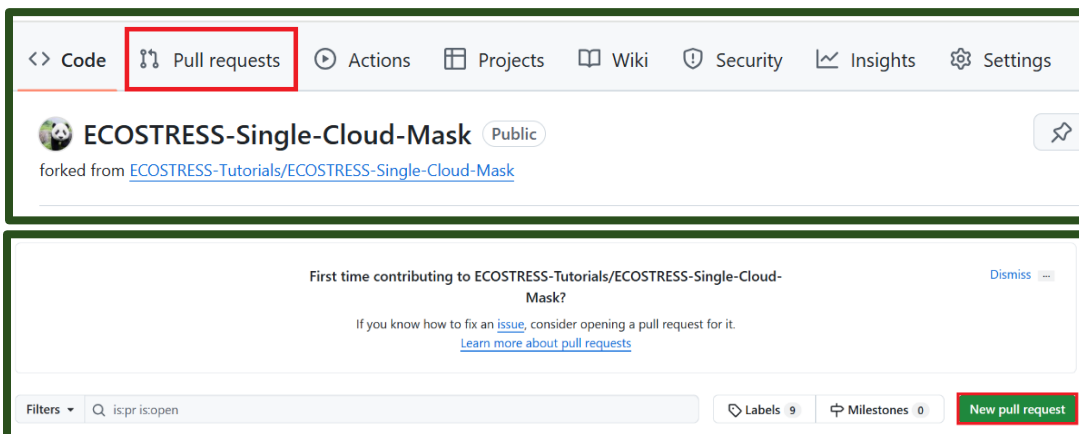 <> Code Pull requests Actions Projects Wiki Security Insights Settings
ECOSTRESS-Single-Cloud-Mask Public
forked from ECOSTRESS-Tutorials/ECOSTRESS-Single-Cloud-Mask
First time contributing to ECOSTRESS-Tutorials/ECOSTRESS-Single-Cloud-
Mask?
Dismiss ...
If you know how to fix an issue, consider opening a pull request for it.
Learn more about pull requests
Filters is:pr is:open Labels 9 Milestones 0 New pull request